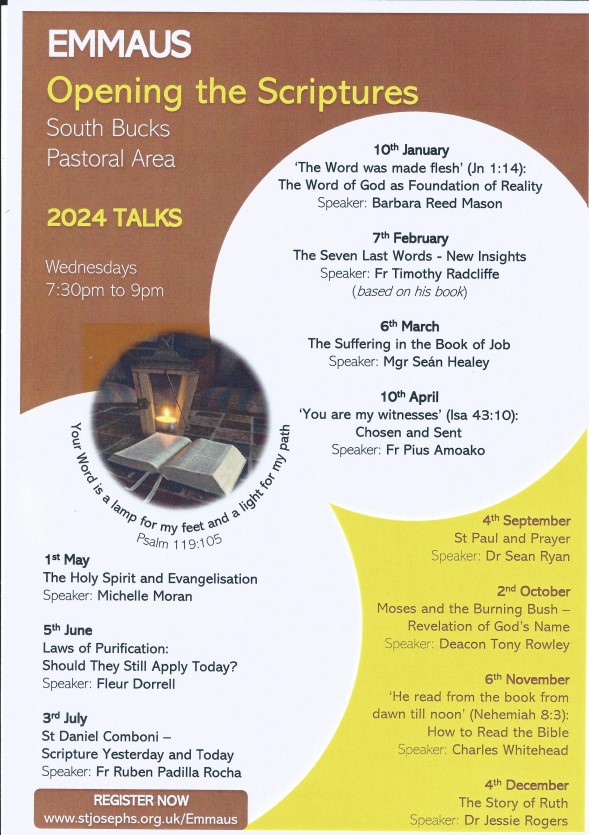 EMMAUS
Opening the Scriptures
South Bucks
Pastoral Area
2024 TALKS
Wednesdays
7:30pm to 9pm
10th January
‘The Word was made flesh’ (Jn 1:14):
The Word of God as Foundation of Reality
Speaker: Barbara Reed Mason
7th February
The Seven Last Words - New Insights
Speaker: Fr Timothy Radcliffe
(based on his book)
6th March
The Suffering in the Book of Job
Speaker: Mgr Seán Healey
10th April
‘You are my witnesses’ (Isa 43:10):
Chosen and Sent
Speaker: Fr Pius Amoako
Your Word is a lamp for my feet and a light for my path
Psalm 119:105
1st May
The Holy Spirit and Evangelisation
Speaker: Michelle Moran
5th June
Laws of Purification:
Should They Still Apply Today?
Speaker: Fleur Dorrell
3rd July
St Daniel Comboni –
Scripture Yesterday and Today
Speaker: Fr Ruben Padilla Rocha
4th September
St Paul and Prayer
Speaker: Dr Sean Ryan
2nd October
Moses and the Burning Bush –
Revelation of God’s Name
Speaker: Deacon Tony Rowley
6th November
‘He read from the book from
dawn till noon’ (Nehemiah 8:3):
How to Read the Bible
Speaker: Charles Whitehead
4th December
The Story of Ruth
Speaker: Dr Jessie Rogers
REGISTER NOW
www.stjosephs.org.uk/Emmaus